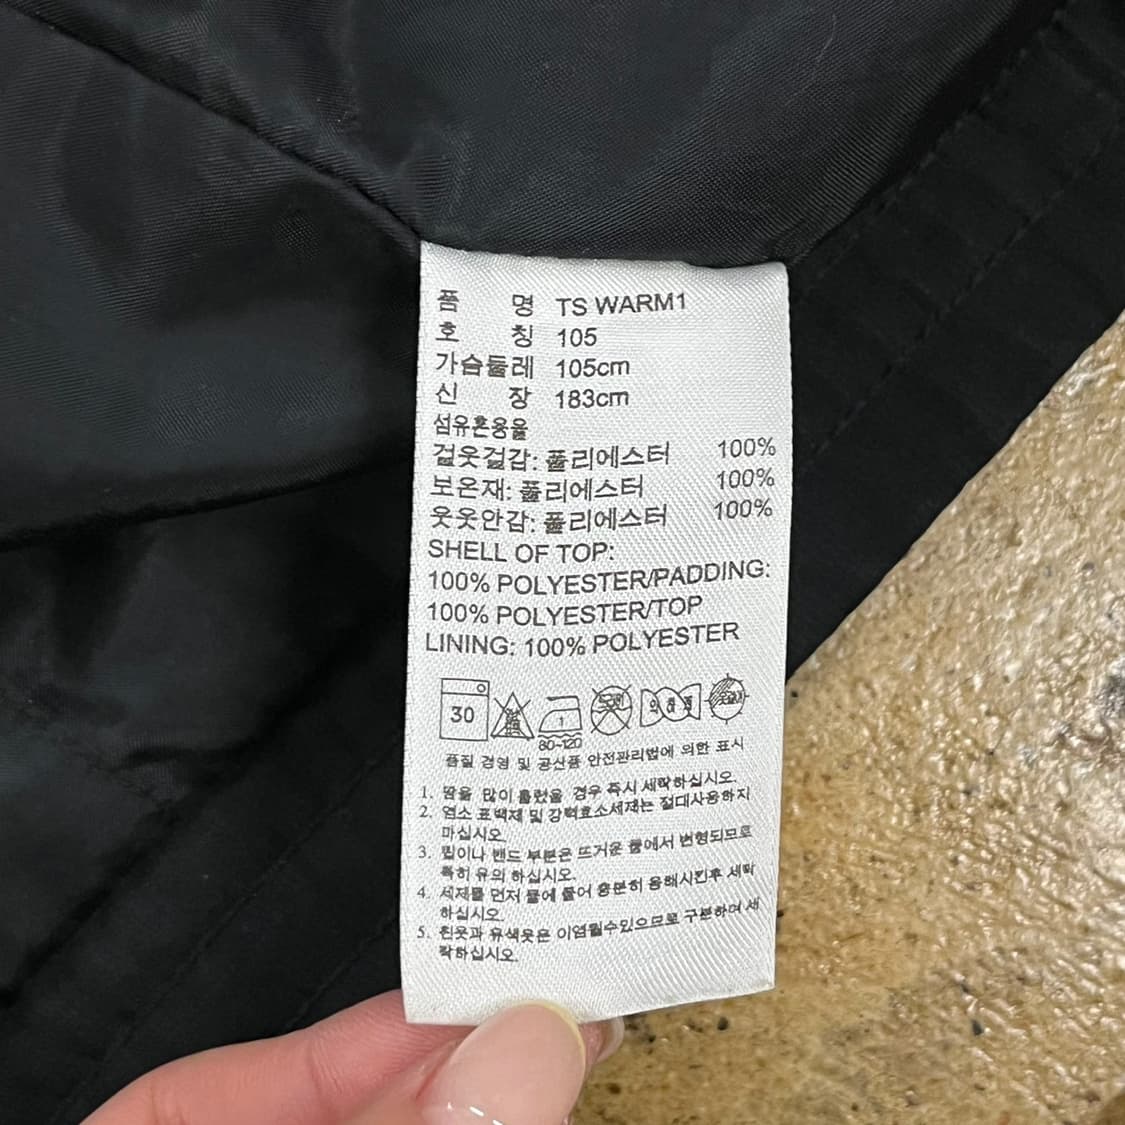 품 명 TS WARM1
호 칭 105
가슴둘레 105cm
신 장 183cm
섬유혼용율
겉옷겉감: 폴리에스터 100%
보온재: 폴리에스터 100%
웃옷안감: 폴리에스터 100%
SHELL OF TOP:
100% POLYESTER/PADDING:
100% POLYESTER/TOP
LINING: 100% POLYESTER
30
80~120
품질 경영 및 공산품 안전관리법에 의한 표시
1. 땀을 많이 흘렸을 경우 즉시 세탁하십시오.
2. 염소 표백제 및 강력효소세제는 절대사용하지
마십시오.
3. 립이나 밴드 부분은 뜨거운 물에서 변형되므로
특히 유의 하십시오.
4. 세제를 먼저 물에 풀어 충분히 용해시킨후 세탁
하십시오.
5. 흰옷과 유색옷은 이염될수있으므로 구분하여 세
탁하십시오.